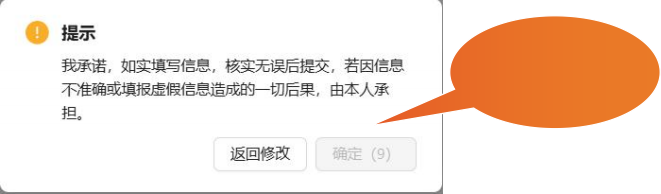 提示
我承诺，如实填写信息，核实无误后提交，若因信息
不准确或填报虚假信息造成的一切后果，由本人承
担。
返回修改 确定（9）